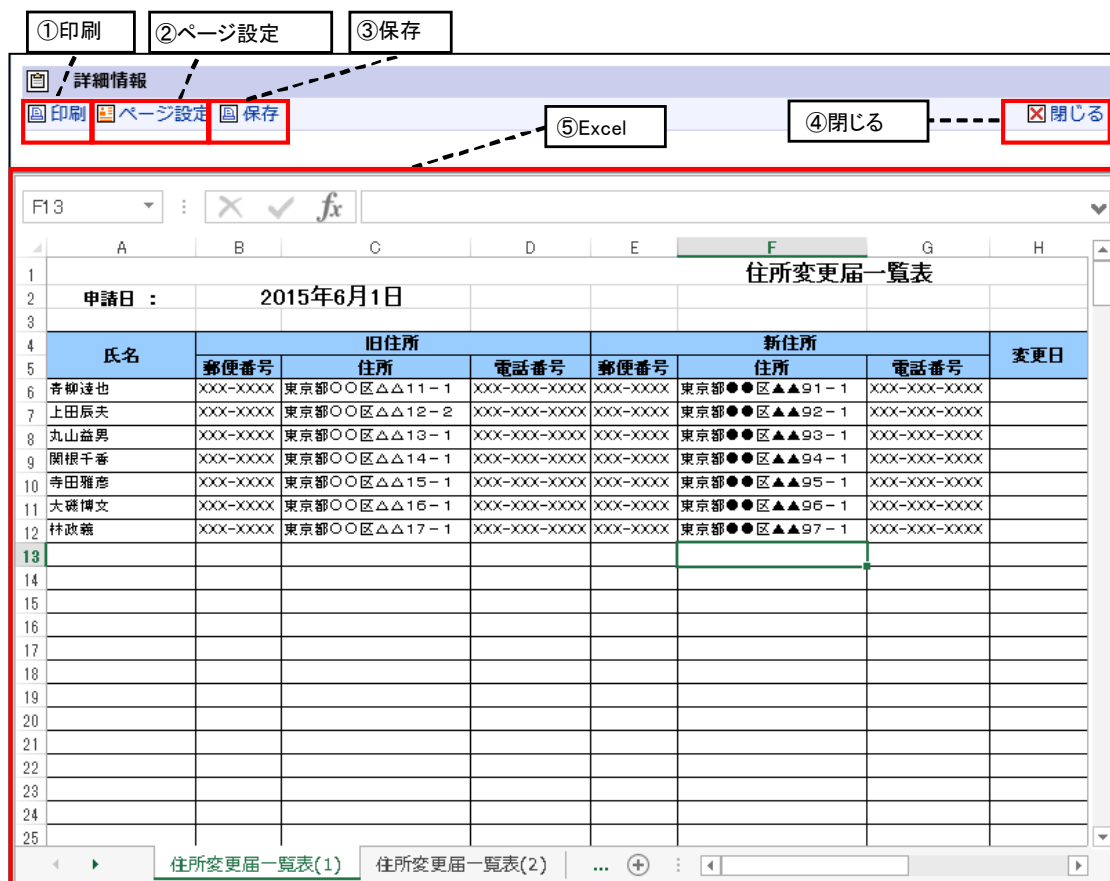 ①印刷 ②ページ設定 ③保存
詳細情報
印刷 ページ設定 保存 ⑤Excel ④閉じる 閉じる
F13 fx
A B C D E F G H
1 住所変更届一覧表
2 申請日 : 2015年6月1日
3
4 氏名 旧住所 新住所 変更日
5 郵便番号 住所 電話番号 郵便番号 住所 電話番号
6 青柳達也 XXX-XXXX 東京都○○区△△11-1 XXX-XXX-XXXX XXX-XXXX 東京都●●区▲▲91-1 XXX-XXX-XXXX
7 上田辰夫 XXX-XXXX 東京都○○区△△12-2 XXX-XXX-XXXX XXX-XXXX 東京都●●区▲▲92-1 XXX-XXX-XXXX
8 丸山益男 XXX-XXXX 東京都○○区△△13-1 XXX-XXX-XXXX XXX-XXXX 東京都●●区▲▲93-1 XXX-XXX-XXXX
9 関根千香 XXX-XXXX 東京都○○区△△14-1 XXX-XXX-XXXX XXX-XXXX 東京都●●区▲▲94-1 XXX-XXX-XXXX
10 寺田雅彦 XXX-XXXX 東京都○○区△△15-1 XXX-XXX-XXXX XXX-XXXX 東京都●●区▲▲95-1 XXX-XXX-XXXX
11 大磯博文 XXX-XXXX 東京都○○区△△16-1 XXX-XXX-XXXX XXX-XXXX 東京都●●区▲▲96-1 XXX-XXX-XXXX
12 林政義 XXX-XXXX 東京都○○区△△17-1 XXX-XXX-XXXX XXX-XXXX 東京都●●区▲▲97-1 XXX-XXX-XXXX
13
14
15
16
17
18
19
20
21
22
23
24
25
住所変更届一覧表(1) 住所変更届一覧表(2) ...